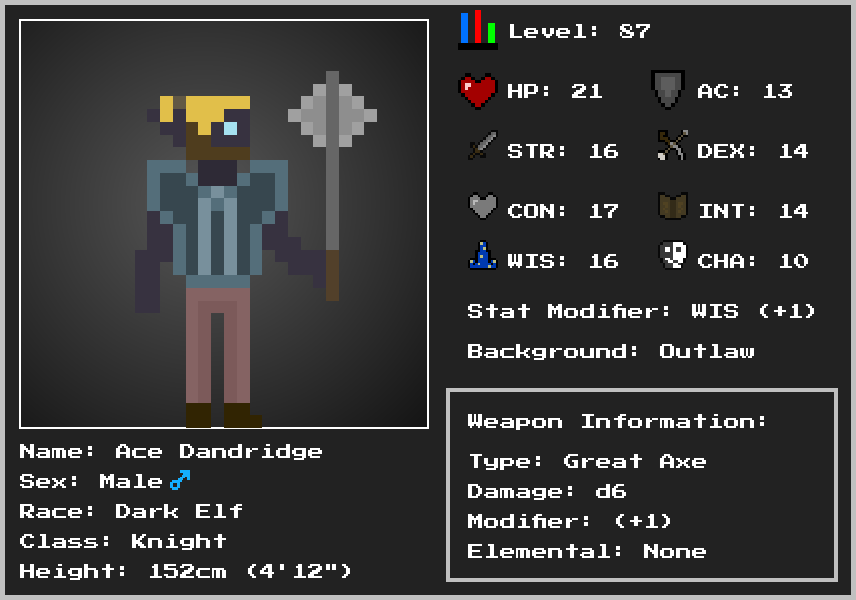 Level: 87
HP: 21 AC: 13
STR: 16 DEX: 14
CON: 17 INT: 14
WIS: 16 CHA: 10
Stat Modifier: WIS (+1)
Background: Outlaw
Weapon Information:
Type: Great Axe
Damage: d6
Modifier: (+1)
Elemental: None
Name: Ace Dandridge
Sex: Male♂
Race: Dark Elf
Class: Knight
Height: 152cm (4'12")